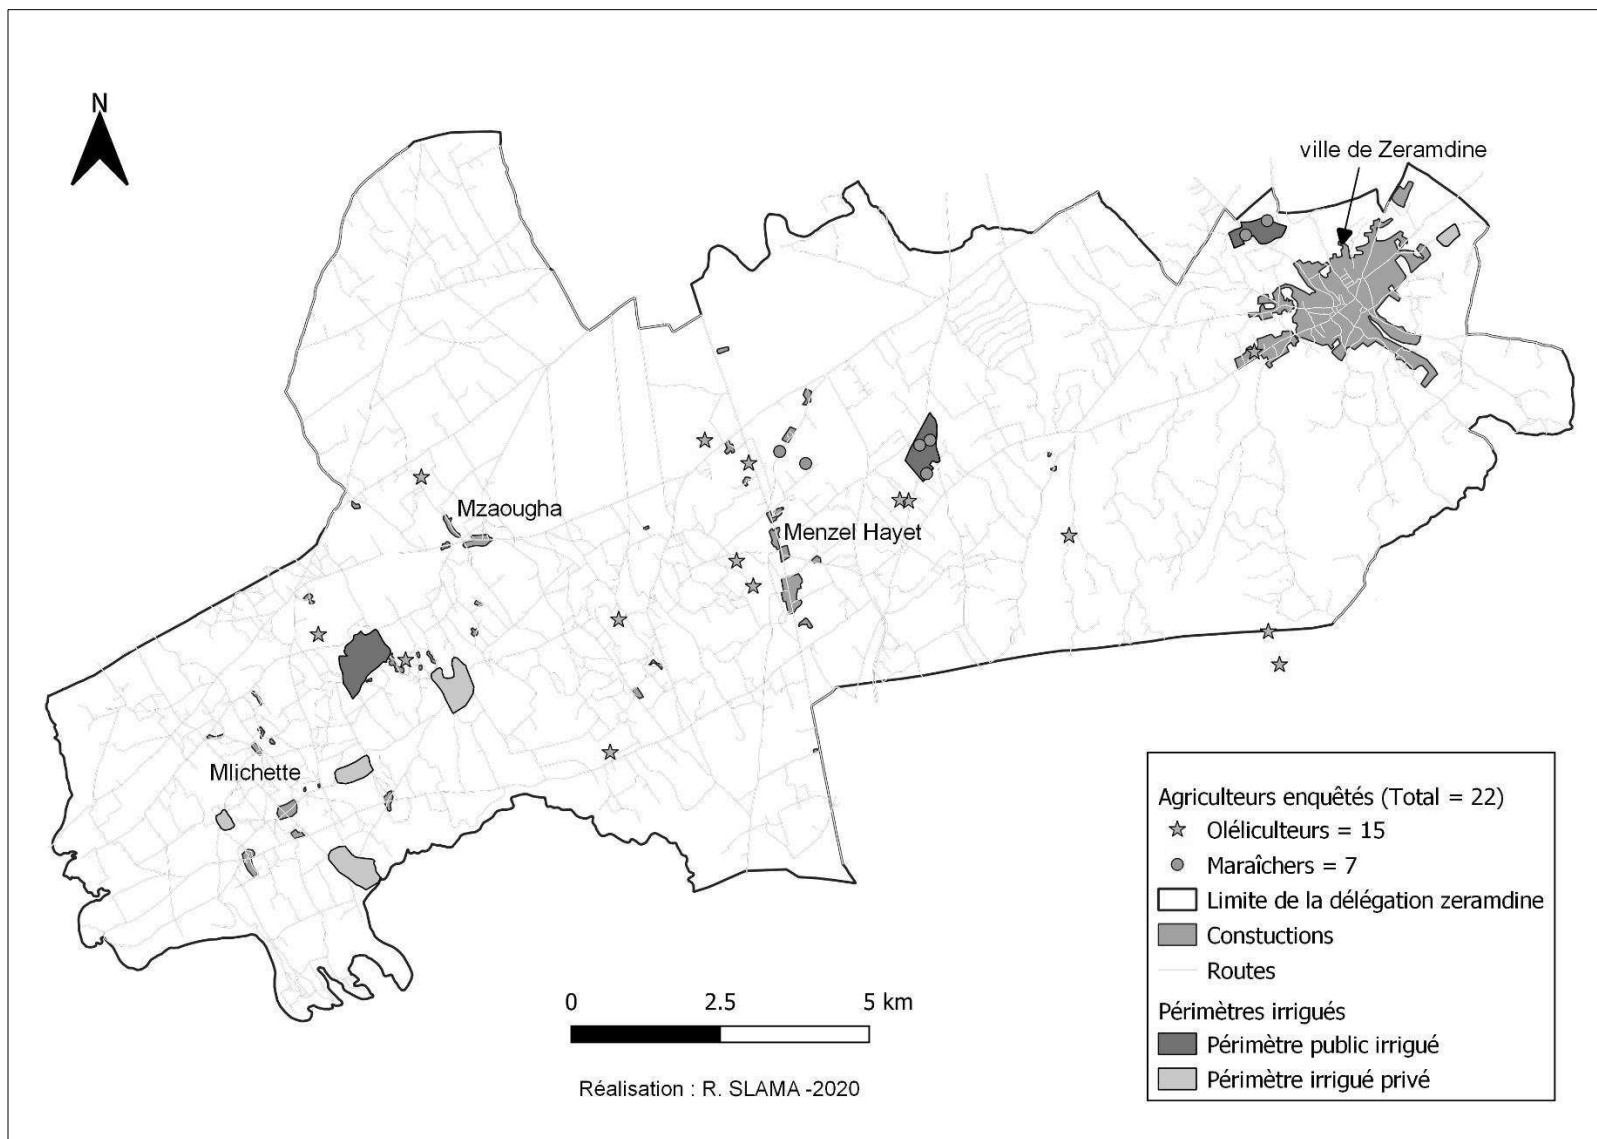 N
ville de Zeramdine
Mzaougha
Menzel Hayet
Mlichette
Agriculteurs enquêtés (Total = 22)
Oléliculteurs = 15
Maraîchers = 7
Limite de la délégation zeramdine
Constuctions
Routes
Périmètres irrigués
Périmètre public irrigué
Périmètre irrigué privé
0 2.5 5 km
Réalisation : R. SLAMA -2020